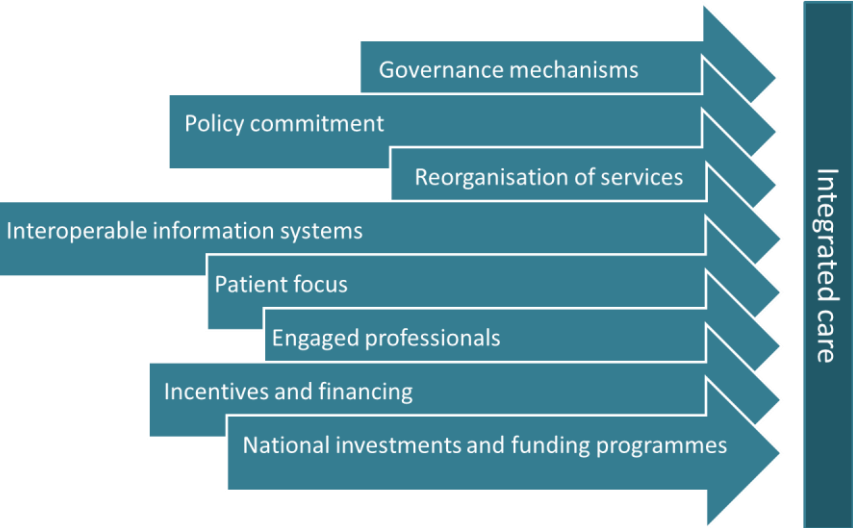 Governance mechanisms
Policy commitment
Reorganisation of services
Interoperable information systems
Patient focus
Engaged professionals
Incentives and financing
National investments and funding programmes
Integrated care